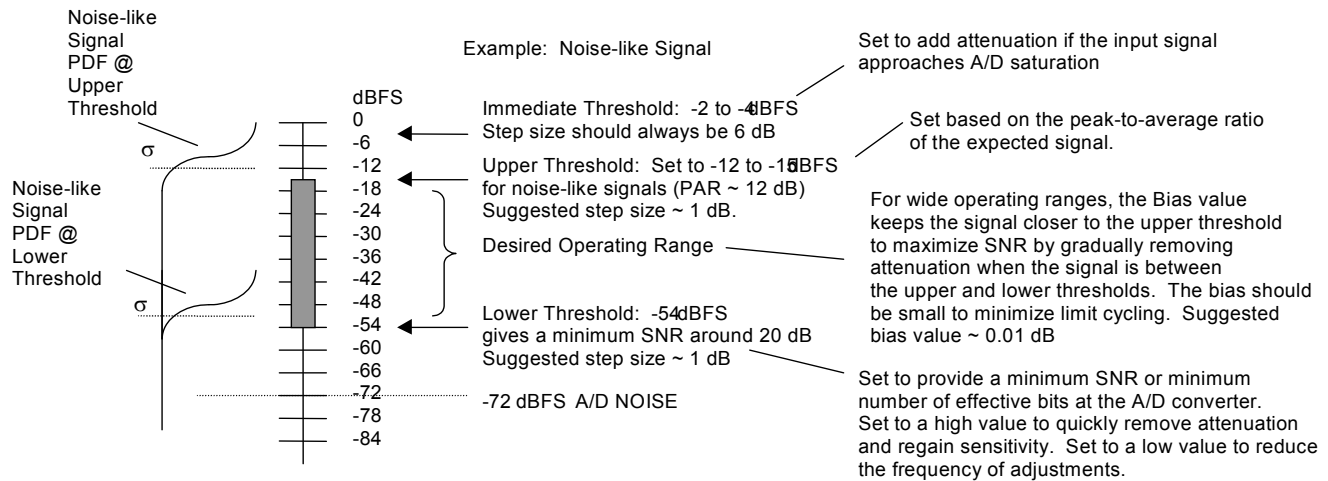 Noise-like
Signal
PDF @
Upper
Threshold
σ
Noise-like
Signal
PDF @
Lower
Threshold
σ
dBFS
0
-6
-12
-18
-24
-30
-36
-42
-48
-54
-60
-66
-72
-78
-84
Example: Noise-like Signal
Immediate Threshold: -2 to -4dBFS
Step size should always be 6 dB
Upper Threshold: Set to -12 to -15dBFS
for noise-like signals (PAR ~ 12 dB)
Suggested step size ~ 1 dB.
Desired Operating Range
Lower Threshold: -54dBFS
gives a minimum SNR around 20 dB
Suggested step size ~ 1 dB
-72 dBFS A/D NOISE
Set to add attenuation if the input signal
approaches A/D saturation
Set based on the peak-to-average ratio
of the expected signal.
For wide operating ranges, the Bias value
keeps the signal closer to the upper threshold
to maximize SNR by gradually removing
attenuation when the signal is between
the upper and lower thresholds. The bias should
be small to minimize limit cycling. Suggested
bias value ~ 0.01 dB
Set to provide a minimum SNR or minimum
number of effective bits at the A/D converter.
Set to a high value to quickly remove attenuation
and regain sensitivity. Set to a low value to reduce
the frequency of adjustments.